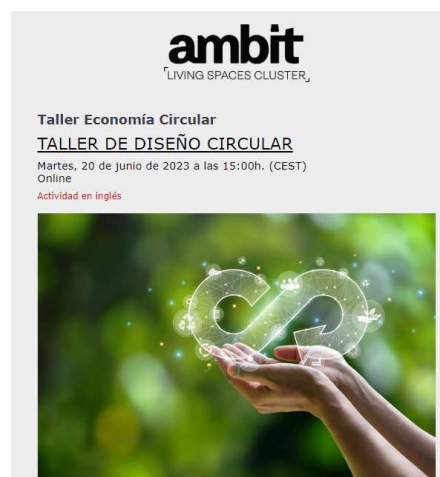 ambit
LIVING SPACES CLUSTER
Taller Economía Circular
TALLER DE DISEÑO CIRCULAR
Martes, 20 de junio de 2023 a las 15:00h. (CEST)
Online
Actividad en inglés